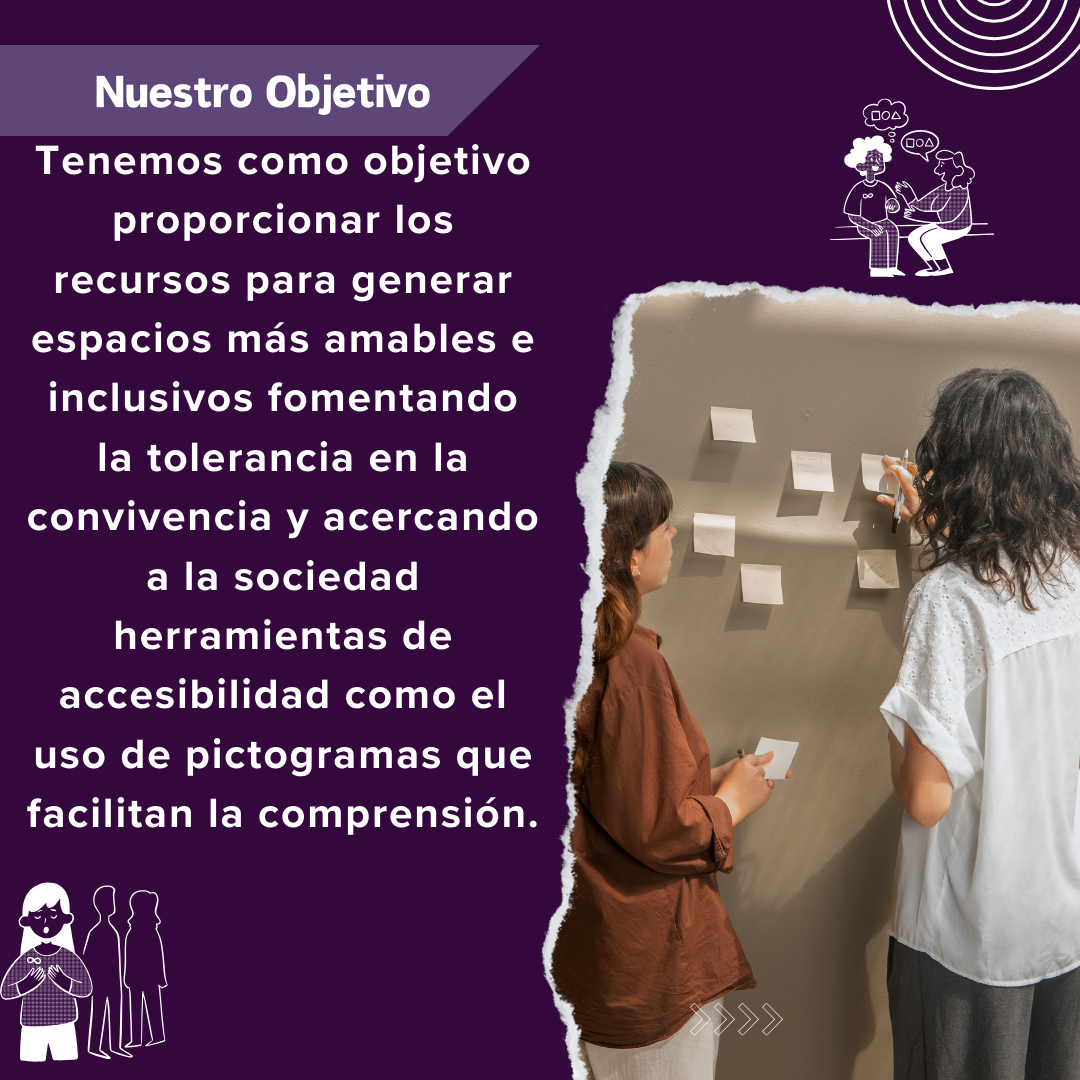 Nuestro Objetivo
Tenemos como objetivo
proporcionar los
recursos para generar
espacios más amables e
inclusivos fomentando
la tolerancia en la
convivencia y acercando
a la sociedad
herramientas de
accesibilidad como el
uso de pictogramas que
facilitan la comprensión.